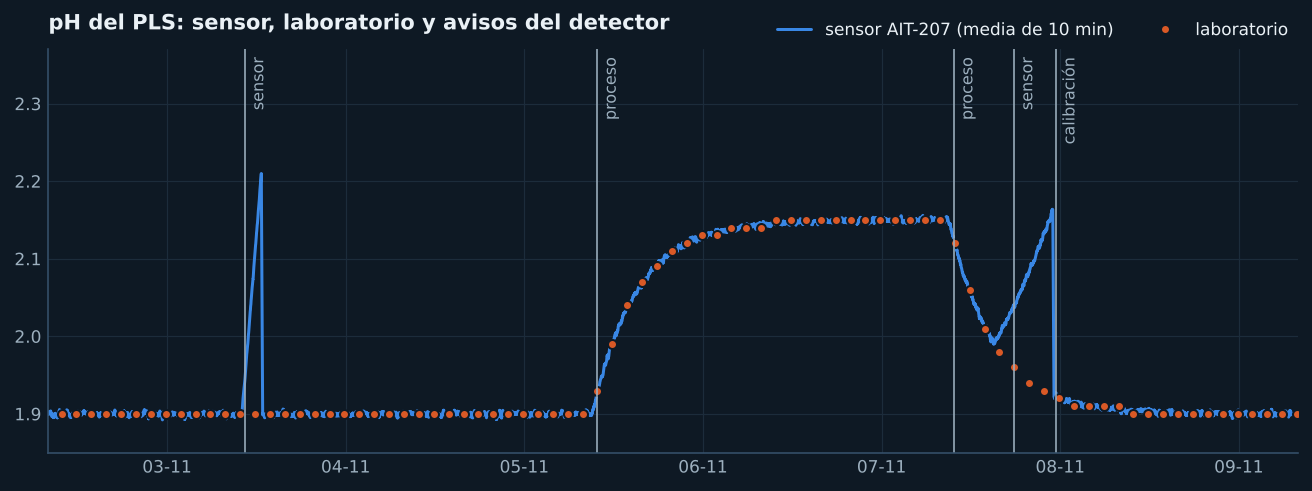 pH del PLS: sensor, laboratorio y avisos del detector
sensor AIT-207 (media de 10 min)
laboratorio
sensor
proceso
proceso
sensor
calibración
2.3
2.2
2.1
2.0
1.9
03-11
04-11
05-11
06-11
07-11
08-11
09-11